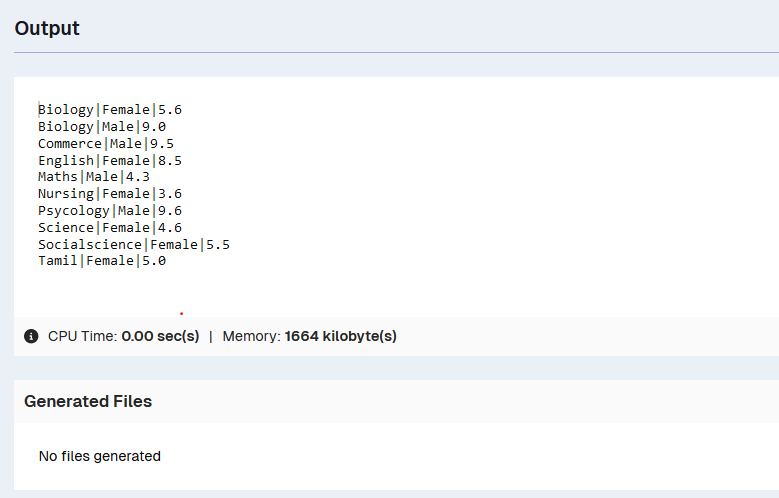 Output
Biology|Female|5.6
Biology|Male|9.0
Commerce|Male|9.5
English|Female|8.5
Maths|Male|4.3
Nursing|Female|3.6
Psycology|Male|9.6
Science|Female|4.6
Socialscience|Female|5.5
Tamil|Female|5.0
CPU Time: 0.00 sec(s) | Memory: 1664 kilobyte(s)
Generated Files
No files generated